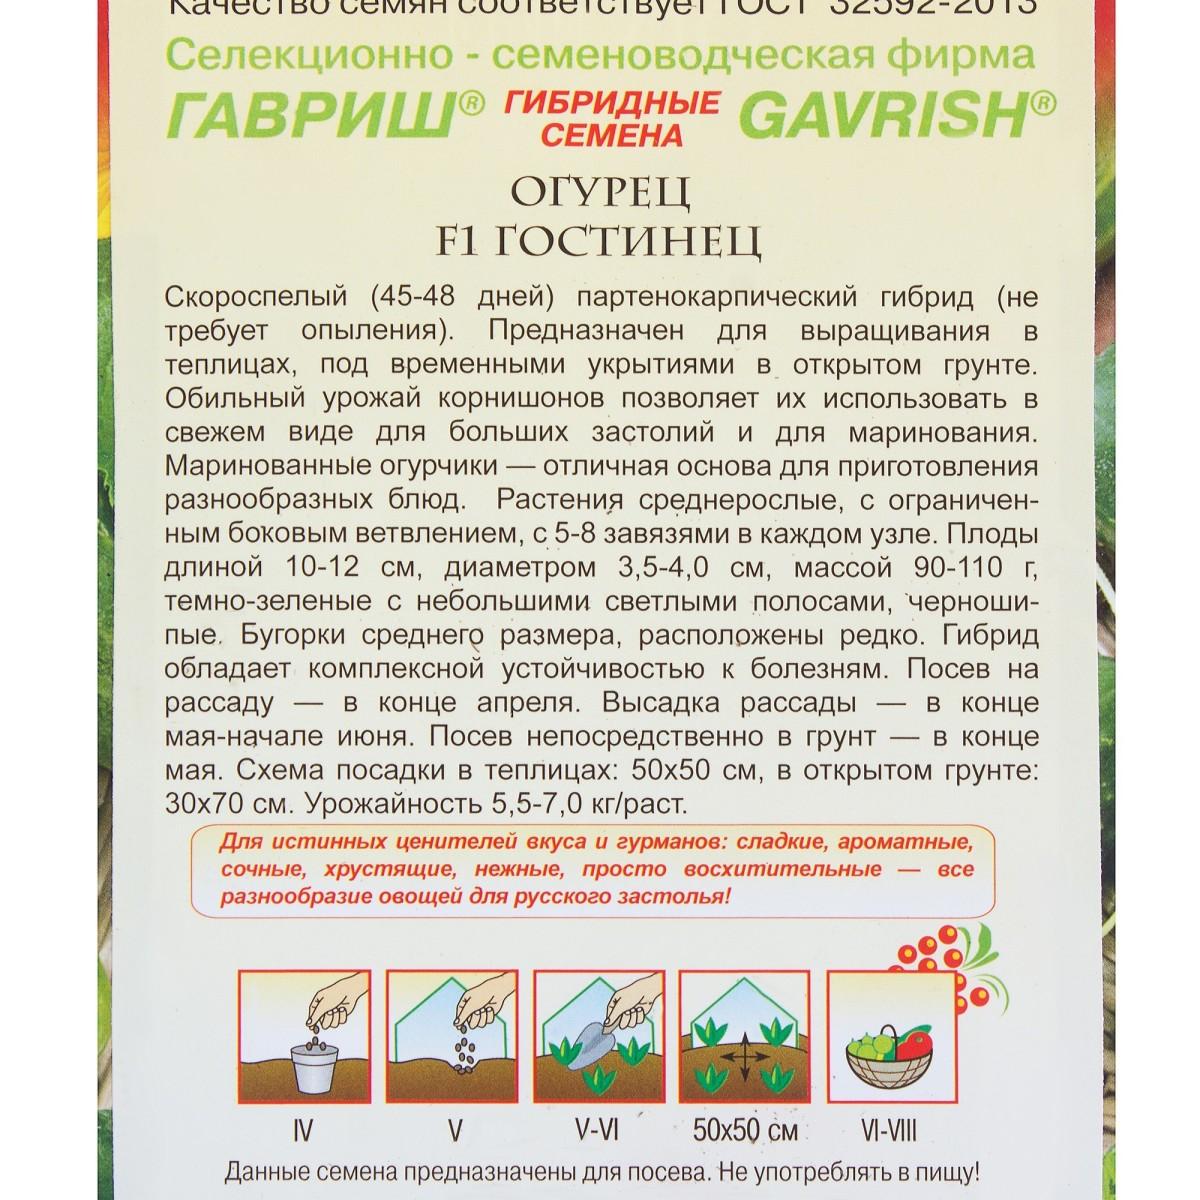 Качество семян соответствует ГОСТ 32592-2013
Селекционно - семеноводческая фирма
ГАВРИШ® ГИБРИДНЫЕ СЕМЕНА GAVRISH®
ОГУРЕЦ
F1 ГОСТИНЕЦ
Скороспелый (45-48 дней) партенокарпический гибрид (не
требует опыления). Предназначен для выращивания в
теплицах, под временными укрытиями в открытом грунте.
Обильный урожай корнишонов позволяет их использовать в
свежем виде для больших застолий и для маринования.
Маринованные огурчики — отличная основа для приготовления
разнообразных блюд. Растения среднерослые, с ограничен-
ным боковым ветвлением, с 5-8 завязями в каждом узле. Плоды
длиной 10-12 см, диаметром 3,5-4,0 см, массой 90-110 г,
темно-зеленые с небольшими светлыми полосами, черноши-
пые. Бугорки среднего размера, расположены редко. Гибрид
обладает комплексной устойчивостью к болезням. Посев на
рассаду — в конце апреля. Высадка рассады — в конце
мая-начале июня. Посев непосредственно в грунт — в конце
мая. Схема посадки в теплицах: 50х50 см, в открытом грунте:
30х70 см. Урожайность 5,5-7,0 кг/раст.
Для истинных ценителей вкуса и гурманов: сладкие, ароматные,
сочные, хрустящие, нежные, просто восхитительные — все
разнообразие овощей для русского застолья!
IV V V-VI 50х50 см VI-VIII
Данные семена предназначены для посева. Не употреблять в пищу!